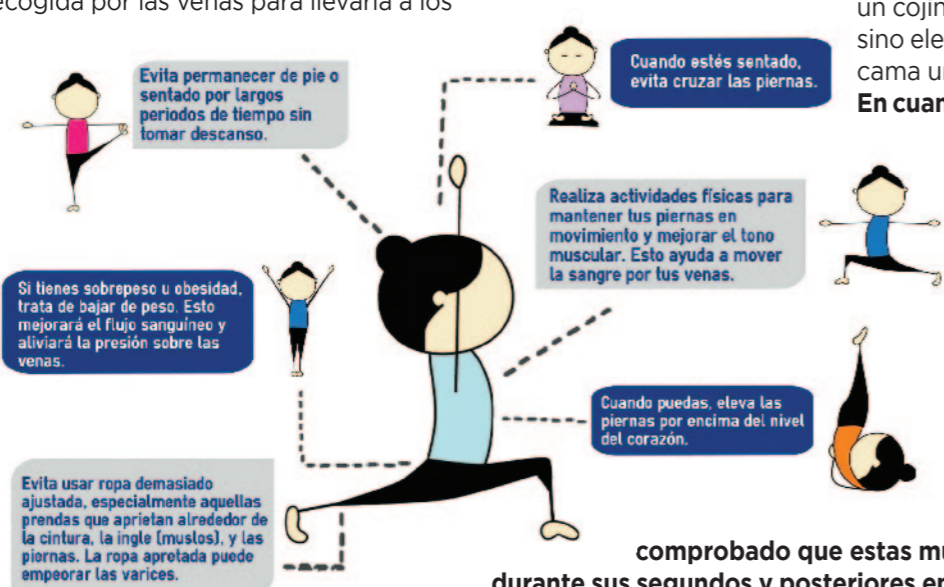 ecogida por las venas para llevarla a los
Evita permanecer de pie o
sentado por largos
periodos de tiempo sin
tomar descanso.
Cuando estés sentado,
evita cruzar las piernas.
un cojín
sino ele
cama un
En cuan
Realiza actividades físicas para
mantener tus piernas en
movimiento y mejorar el tono
muscular. Esto ayuda a mover
la sangre por tus venas.
Si tienes sobrepeso u obesidad,
trata de bajar de peso. Esto
mejorará el flujo sanguíneo y
aliviará la presión sobre las
venas.
Cuando puedas, eleva las
piernas por encima del nivel
del corazón.
Evita usar ropa demasiado
ajustada, especialmente aquellas
prendas que aprietan alrededor de
la cintura, la ingle (muslos), y las
piernas. La ropa apretada puede
empeorar las varices.
comprobado que estas mu
durante sus segundos y posteriores e